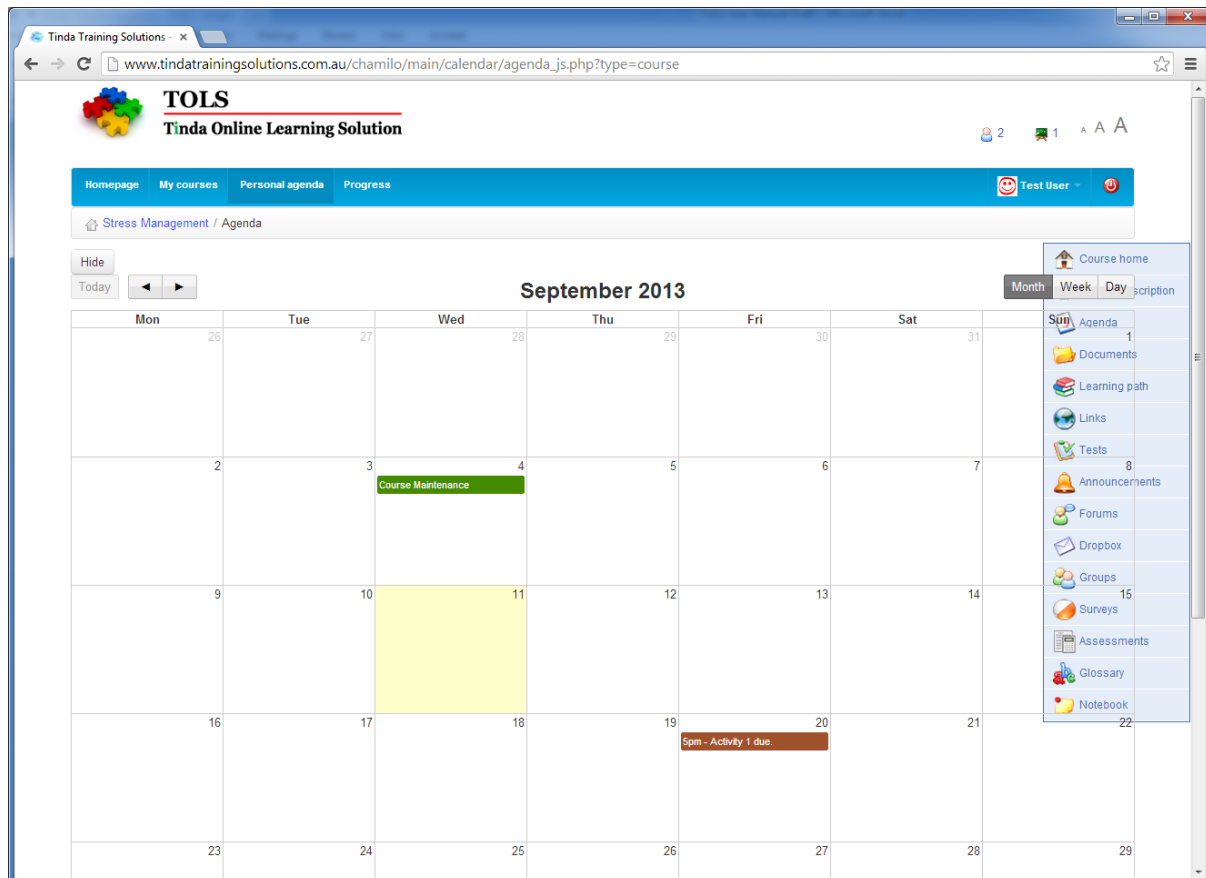 Tinda Training Solutions -
www.tindatrainingsolutions.com.au/chamilo/main/calendar/agenda_js.php?type=course
TOLS
Tinda Online Learning Solution
2 1 A A A
Homepage My courses Personal agenda Progress Test User
Stress Management / Agenda
Hide
Today September 2013 Month Week Day
Mon Tue Wed Thu Fri Sat Sun
26 27 28 29 30 31 1
2 3 4 5 6 7 8
Course Maintenance
9 10 11 12 13 14 15
16 17 18 19 20 21 22
5pm - Activity 1 due.
23 24 25 26 27 28 29
Course home
scription
Agenda
Documents
Learning path
Links
Tests
Announcements
Forums
Dropbox
Groups
Surveys
Assessments
Glossary
Notebook